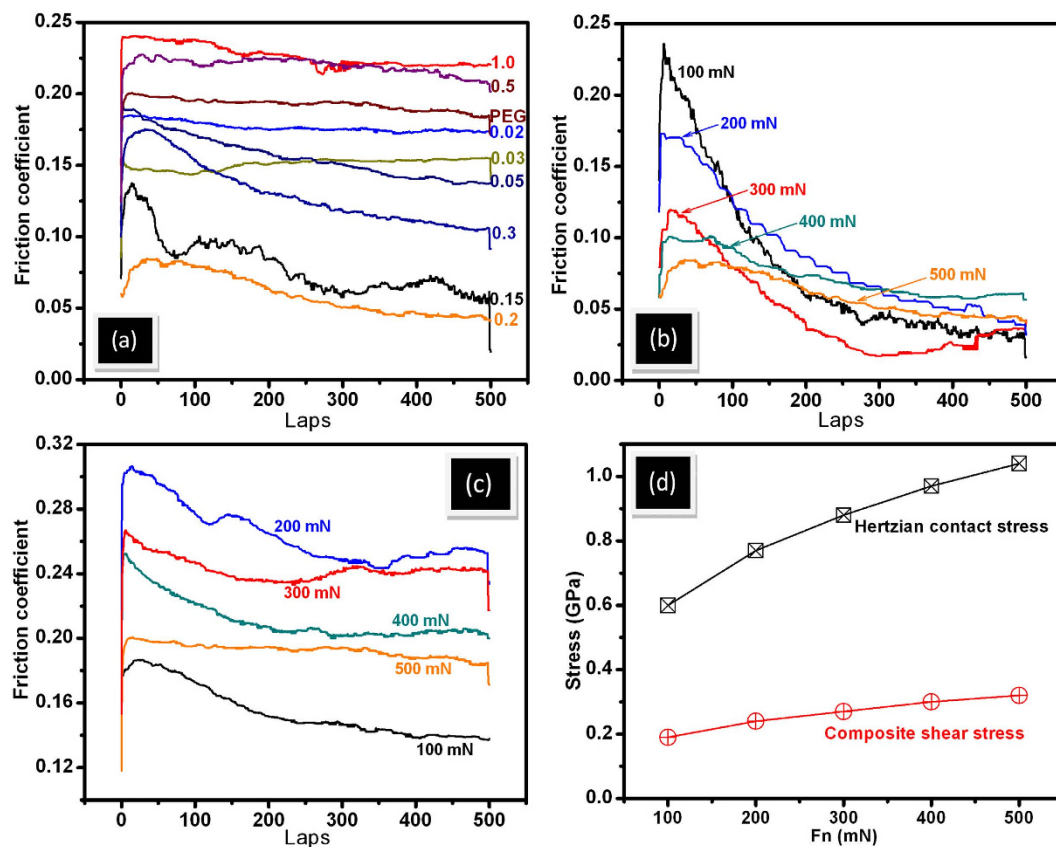 0.25
0.20
0.15
0.10
0.05
0.00
Friction coefficient
1.0
0.5
PEG
0.02
0.03
0.05
0.3
0.15
0.2
(a)
0 100 200 300 400 500
Laps
0.25
0.20
0.15
0.10
0.05
0.00
Friction coefficient
100 mN
200 mN
300 mN
400 mN
500 mN
(b)
0 100 200 300 400 500
Laps
0.32
0.28
0.24
0.20
0.16
0.12
Friction coefficient
(c)
200 mN
300 mN
400 mN
500 mN
100 mN
0 100 200 300 400 500
Laps
1.0
0.8
0.6
0.4
0.2
0.0
Stress (GPa)
(d)
Hertzian contact stress
Composite shear stress
100 200 300 400 500
Fn (mN)